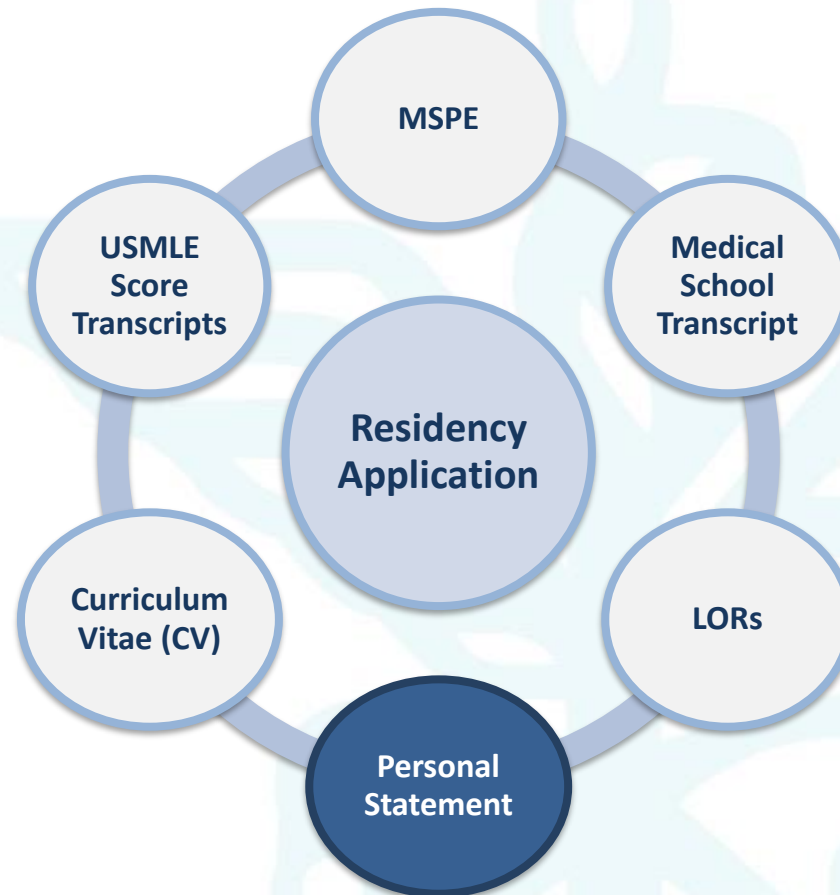 MSPE
USMLE
Score
Transcripts
Medical
School
Transcript
Residency
Application
Curriculum
Vitae (CV)
LORs
Personal
Statement